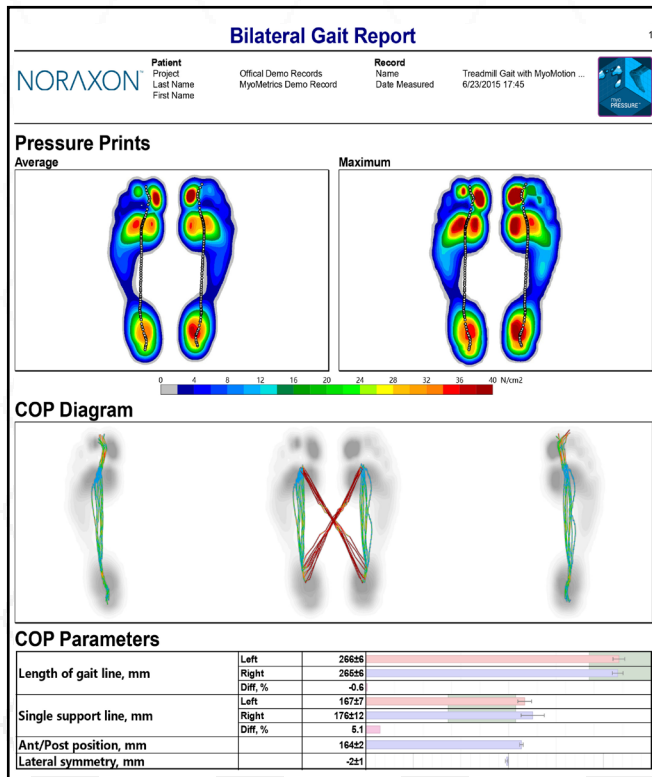 Bilateral Gait Report
1
NORAXON™
Patient
Project Offical Demo Records
Last Name MyoMetrics Demo Record
First Name
Record
Name Treadmill Gait with MyoMotion ...
Date Measured 6/23/2015 17:45
MYO
PRESSURE™
Pressure Prints
Average
Maximum
0 4 8 12 14 20 24 28 32 36 40 N/cm2
COP Diagram
COP Parameters
Length of gait line, mm
Left 266±6
Right 265±6
Diff, % -0.6
Single support line, mm
Left 167±7
Right 176±12
Diff, % 5.1
Ant/Post position, mm 164±2
Lateral symmetry, mm -2±1